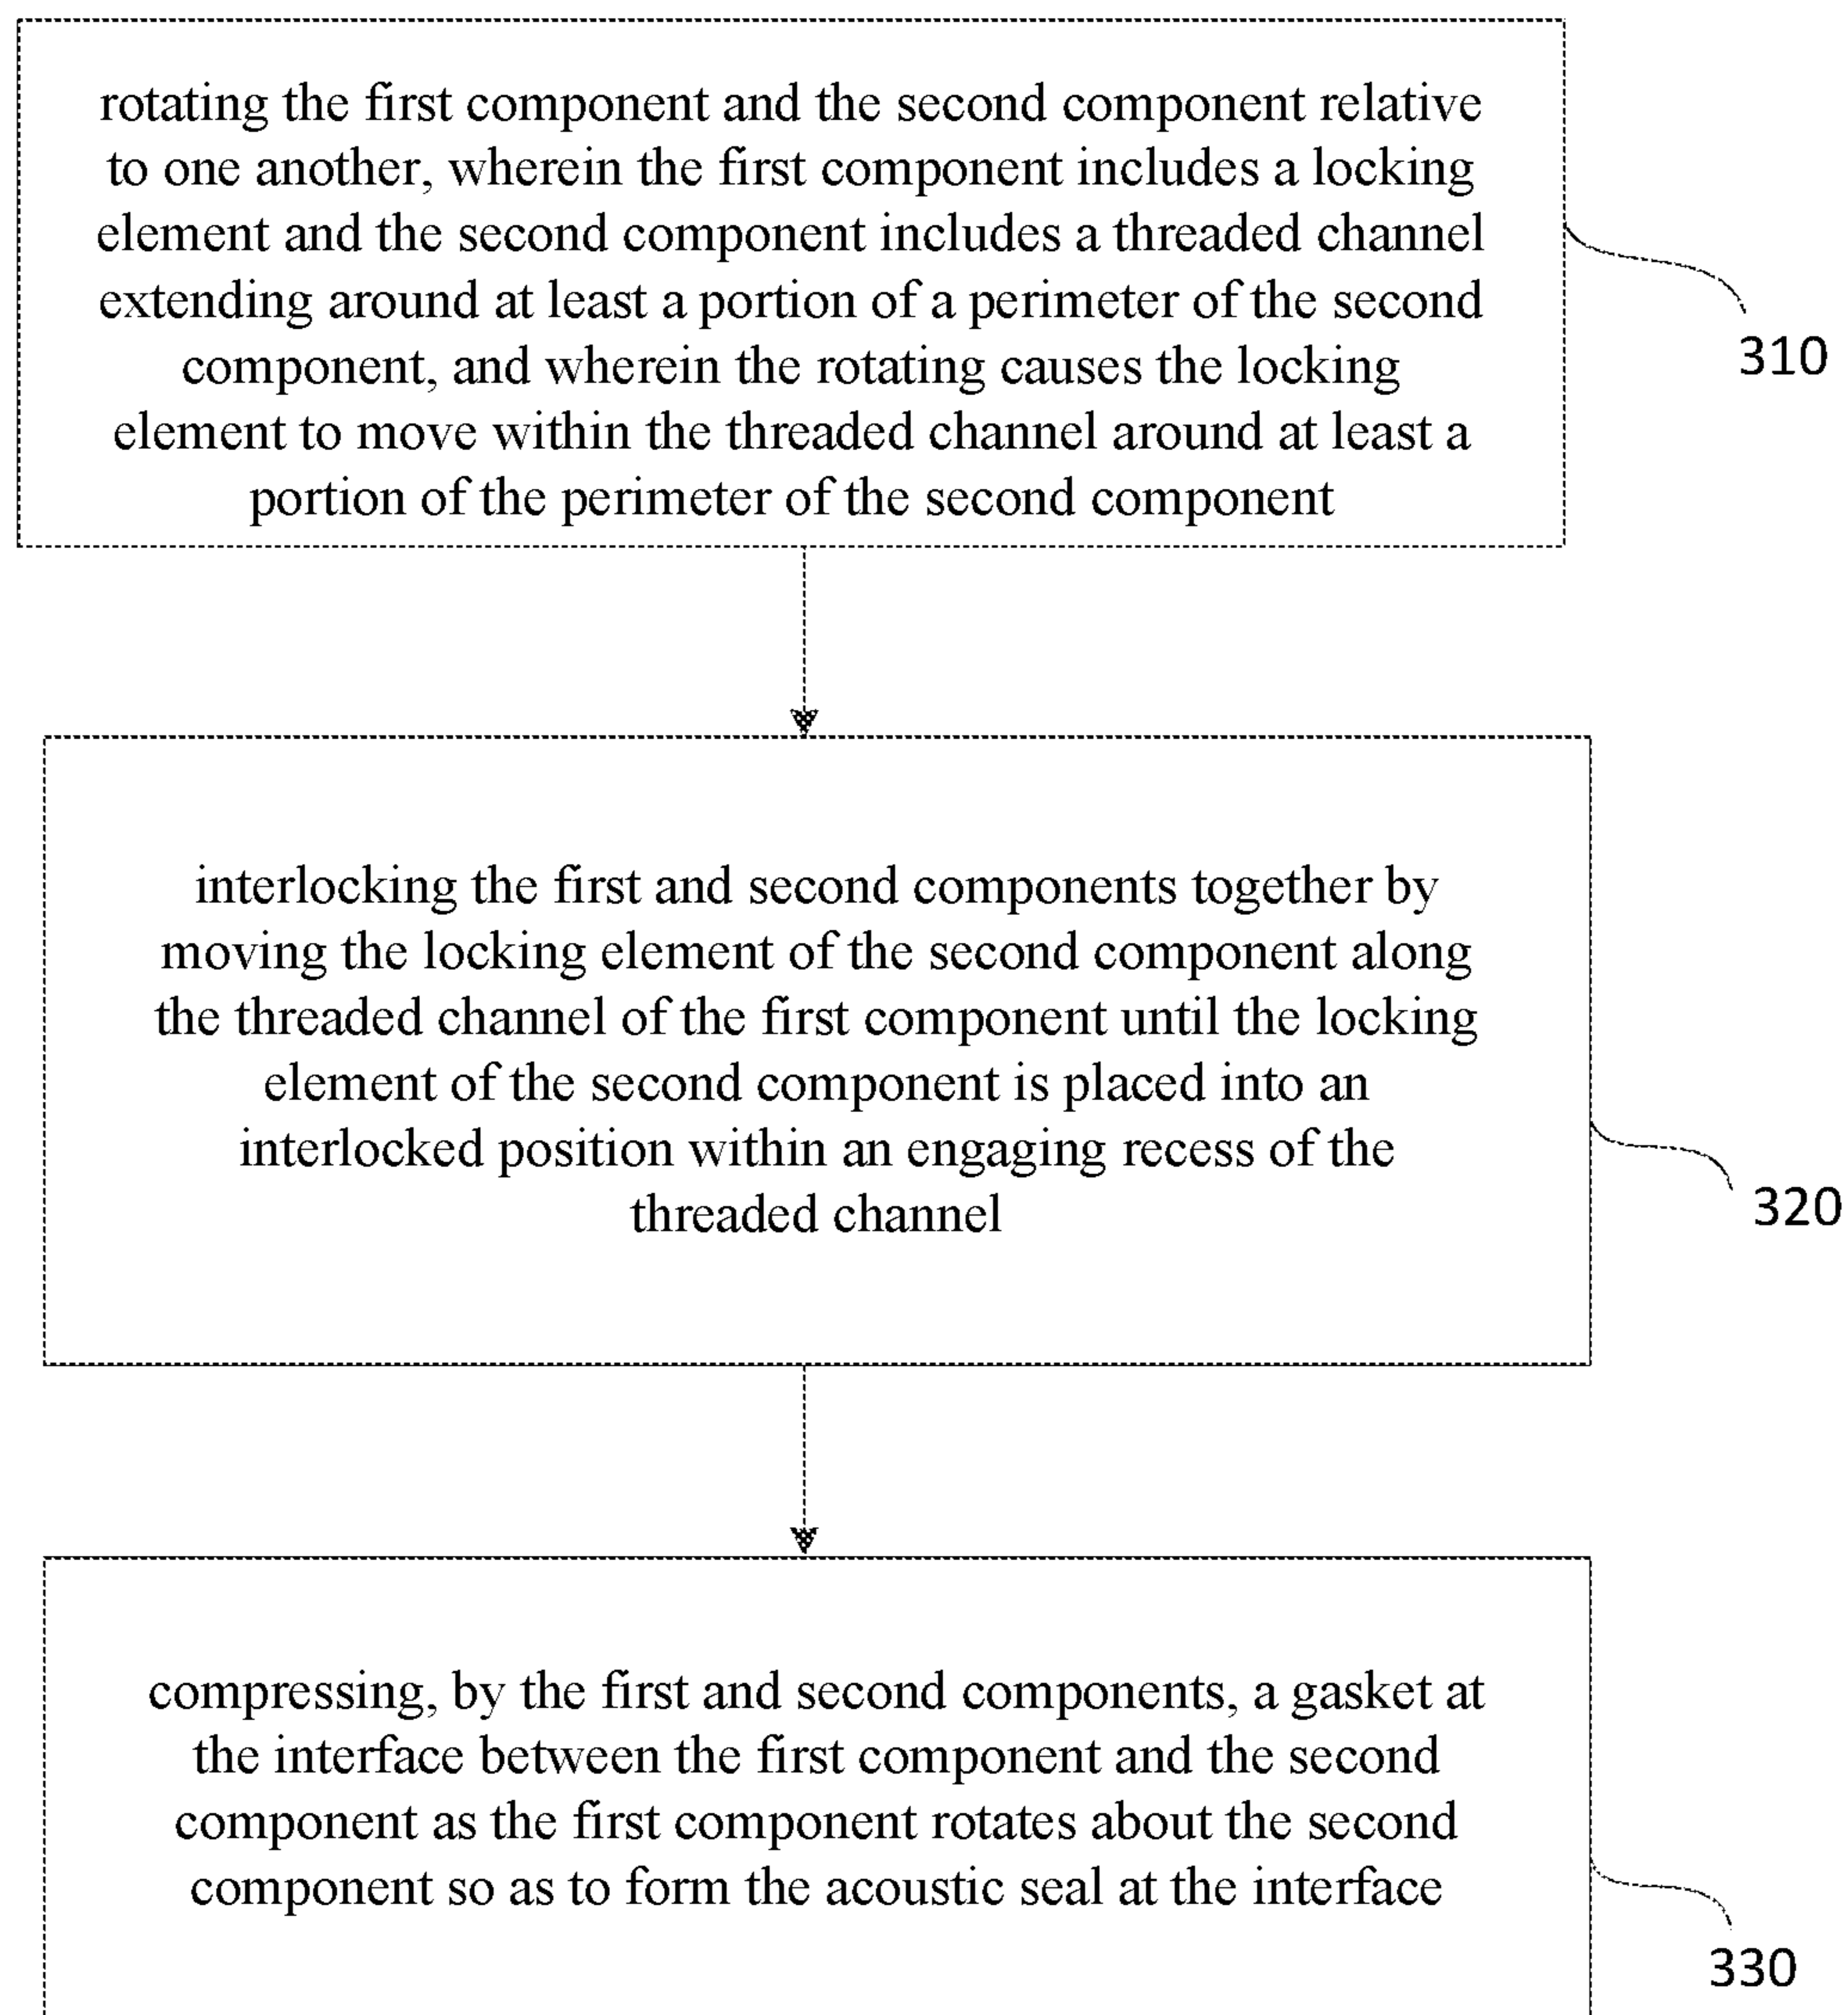 rotating the first component and the second component relative
to one another, wherein the first component includes a locking
element and the second component includes a threaded channel
extending around at least a portion of a perimeter of the second
component, and wherein the rotating causes the locking
element to move within the threaded channel around at least a
portion of the perimeter of the second component
310
interlocking the first and second components together by
moving the locking element of the second component along
the threaded channel of the first component until the locking
element of the second component is placed into an
interlocked position within an engaging recess of the
threaded channel
320
compressing, by the first and second components, a gasket at
the interface between the first component and the second
component as the first component rotates about the second
component so as to form the acoustic seal at the interface
330